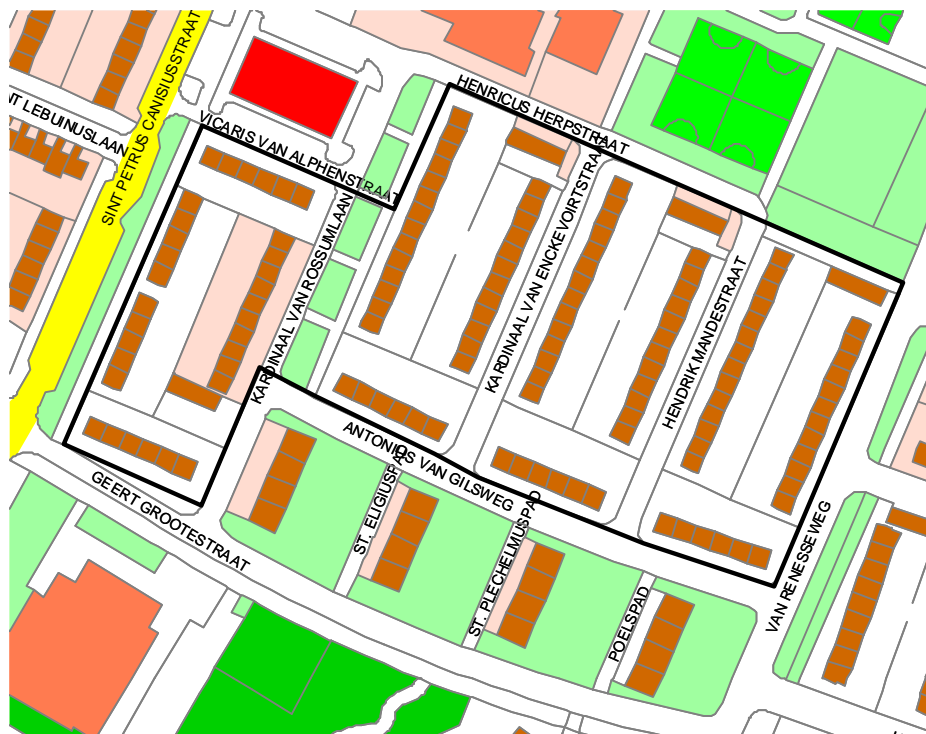 SINT PETRUS CANISIUSSTRAAT
NT LEBUINUSLAAN
VICARIS VAN ALPHENSTRAAT
HENRICUS HERPSTRAAT
KARDINAAL VAN ROSSUMLAAN
KARDINAAL VAN ENCKEVOIRTSTRAAT
HENDRIK MANDESTRAAT
ANTONIUS VAN GILSWEG
GEERT GROOTESTRAAT
ST. ELIGIUSPAD
ST. PLECHELMUSPAD
POELSPAD
VAN RENESSEWEG